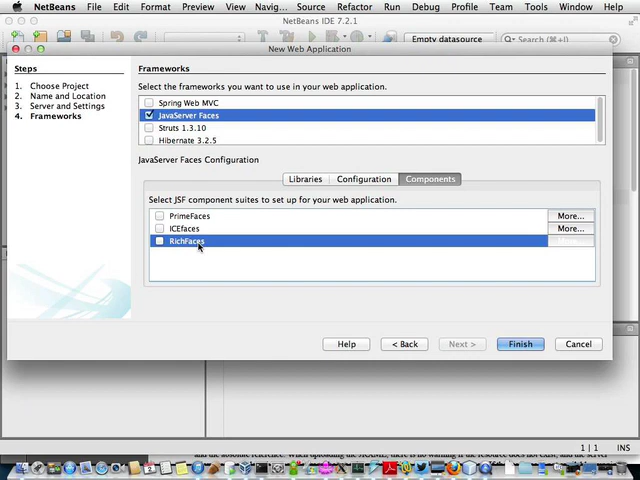 NetBeans File Edit View Navig... Source Refactor Run Debug Profile Team Tools Window Help
NetBeans IDE 7.2.1
Empty datasource
Search (⌘+I)
New Web Application
Steps
1. Choose Project
2. Name and Location
3. Server and Settings
4. Frameworks
Frameworks
Select the frameworks you want to use in your web application.
Spring Web MVC
JavaServer Faces
Struts 1.3.10
Hibernate 3.2.5
JavaServer Faces Configuration
Libraries Configuration Components
Select JSF component suites to set up for your web application.
PrimeFaces More...
ICEfaces More...
RichFaces
Help < Back Next > Finish Cancel
1 | 1 INS